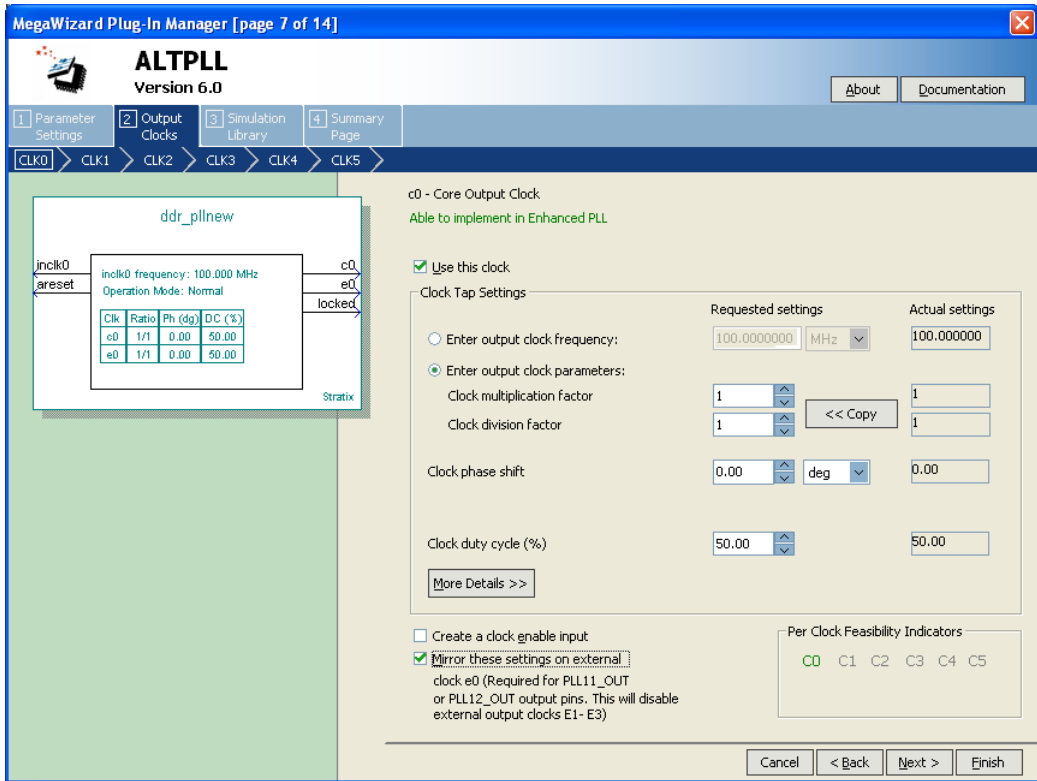 MegaWizard Plug-In Manager [page 7 of 14]
ALTPLL
Version 6.0
About
Documentation
1 Parameter Settings
2 Output Clocks
3 Simulation Library
4 Summary Page
CLK0 CLK1 CLK2 CLK3 CLK4 CLK5
ddr_pllnew
inclk0
areset
inclk0 frequency: 100.000 MHz
Operation Mode: Normal
Clk Ratio Ph (dg) DC (%)
c0 1/1 0.00 50.00
e0 1/1 0.00 50.00
c0
e0
locked
Stratix
c0 - Core Output Clock
Able to implement in Enhanced PLL
Use this clock
Clock Tap Settings
Requested settings Actual settings
Enter output clock frequency: 100.0000000 MHz 100.000000
Enter output clock parameters:
Clock multiplication factor 1 1
<< Copy
Clock division factor 1 1
Clock phase shift 0.00 deg 0.00
Clock duty cycle (%) 50.00 50.00
More Details >>
Create a clock enable input
Mirror these settings on external
clock e0 (Required for PLL11_OUT
or PLL12_OUT output pins. This will disable
external output clocks E1- E3)
Per Clock Feasibility Indicators
C0 C1 C2 C3 C4 C5
Cancel
< Back
Next >
Finish